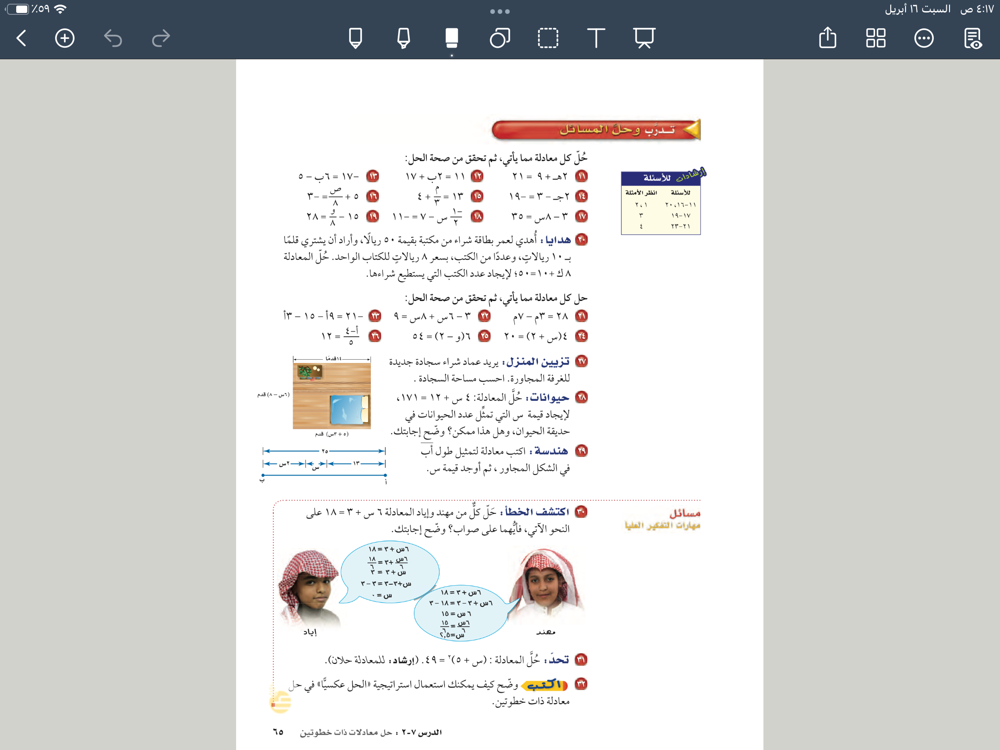 ٤:١٧ ص السبت ١٦ أبريل
٪٥٩
تـدرَّب وحلَّ المسائل
حُلّ كل معادلة مما يأتي، ثم تحقق من صحة الحل:
إرشادات للأسئلة
للأسئلة انظر الأمثلة
١١-١٦، ٢٠ ١، ٢
١٧-١٩ ٣
٢١-٢٣ ٤
١١ ٢هـ + ٩ = ٢١ ١٢ ١١ = ٢ب + ١٧ ١٣ -١٧ = ٦ب - ٥
١٤ ٢جـ - ٣ = -١٩ ١٥ ١٣ = م/٣ + ٤ ١٦ ٥ + ص/٨ = -٣
١٧ ٣ - ٨س = ٣٥ ١٨ -١/٢ س - ٧ = -١١ ١٩ ١٥ - و/٨ = ٢٨
٢٠ هدايا: أُهدي لعمر بطاقة شراء من مكتبة بقيمة ٥٠ ريالًا، وأراد أن يشتري قلمًا
بـ ١٠ ريالاتٍ، وعددًا من الكتب، بسعر ٨ ريالاتٍ للكتاب الواحد. حُلّ المعادلة
٨ ك + ١٠ = ٥٠؛ لإيجاد عدد الكتب التي يستطيع شراءها.
حل كل معادلة مما يأتي، ثم تحقق من صحة الحل:
٢١ ٢٨ = ٣م - ٧م ٢٢ ٣ - ٦س + ٨س = ٩ ٢٣ -٢١ = ٩أ - ١٥ - ٣أ
٢٤ ٤(س + ٢) = ٢٠ ٢٥ ٦(و - ٢) = ٥٤ ٢٦ أ-٤/٥ = ١٢
٢٧ تزيين المنزل: يريد عماد شراء سجادة جديدة
للغرفة المجاورة. احسب مساحة السجادة .
١٤ قدمًا
(٦س - ٨) قدم
(٥ + ٣س) قدم
٢٨ حيوانات: حُلَّ المعادلة: ٤ س + ١٢ = ١٧١،
لإيجاد قيمة س التي تمثِّل عدد الحيوانات في
حديقة الحيوان، وهل هذا ممكن؟ وضّح إجابتك.
٢٩ هندسة: اكتب معادلة لتمثيل طول أب
في الشكل المجاور ، ثم أوجد قيمة س.
٢٥
١٣ س ٢س
أ ب
مسائل
مهارات التفكير العليا
٣٠ اكتشف الخطأ: حَلّ كلٌّ من مهند وإياد المعادلة ٦ س + ٣ = ١٨ على
النحو الآتي، فأيُّهما على صواب؟ وضّح إجابتك.
٦س + ٣ = ١٨
٦س + ٣ - ٣ = ١٨ - ٣
٦ س = ١٥
٦س/٦ = ١٥/٦
س=٢,٥
مهند
٦س + ٣ = ١٨
٦س/٦ +٣ = ١٨/٦
س + ٣ = ٣
س+٣-٣ = ٣ - ٣
س = ٠
إياد
٣١ تحدّ: حُلَّ المعادلة : (س + ٥)٢ = ٤٩. (إرشاد: للمعادلة حلان).
٣٢ اكتب وضّح كيف يمكنك استعمال استراتيجية «الحل عكسيًّا» في حل
معادلة ذات خطوتين.
الدرس ٧-٢ : حل معادلات ذات خطوتين ٦٥